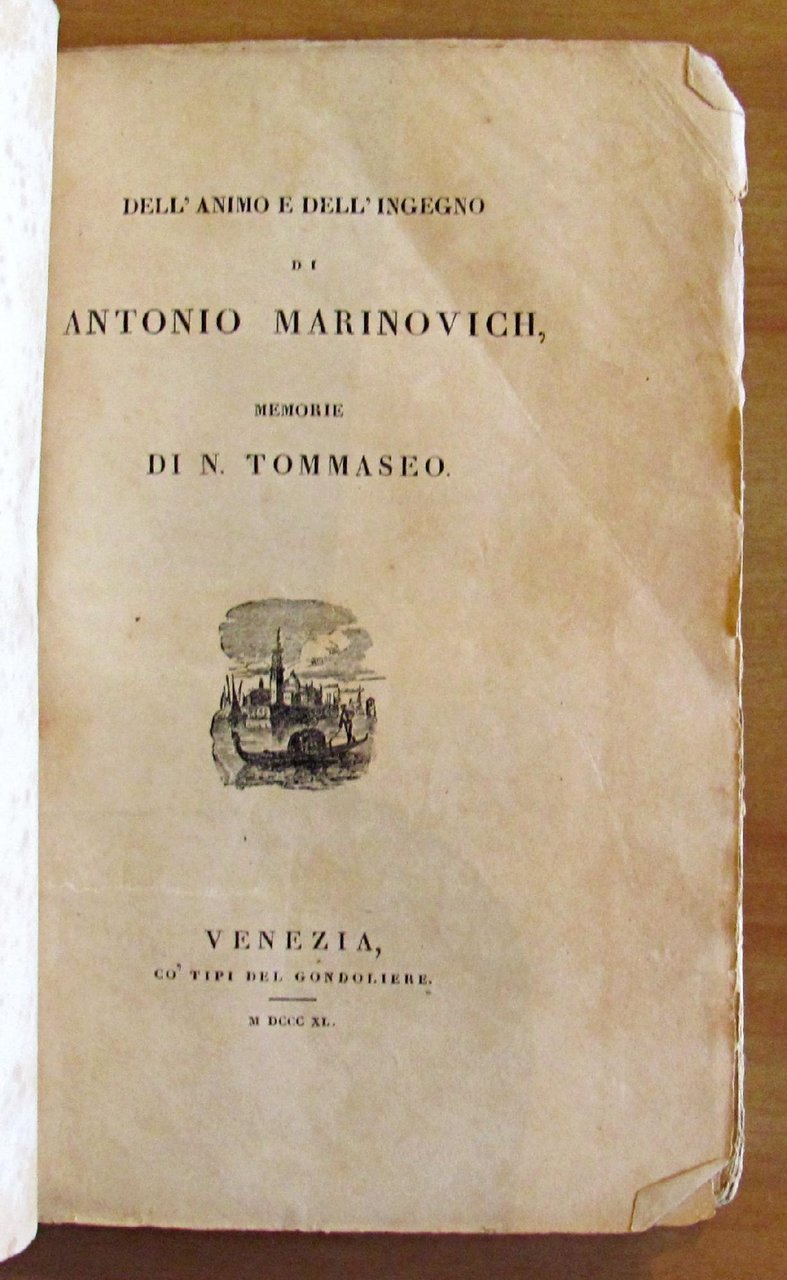 DELL' ANIMO E DELL' INGEGNO
DI
ANTONIO MARINOVICH,
MEMORIE
DI N. TOMMASEO.
VENEZIA,
CO' TIPI DEL GONDOLIERE.
M DCCC XL.